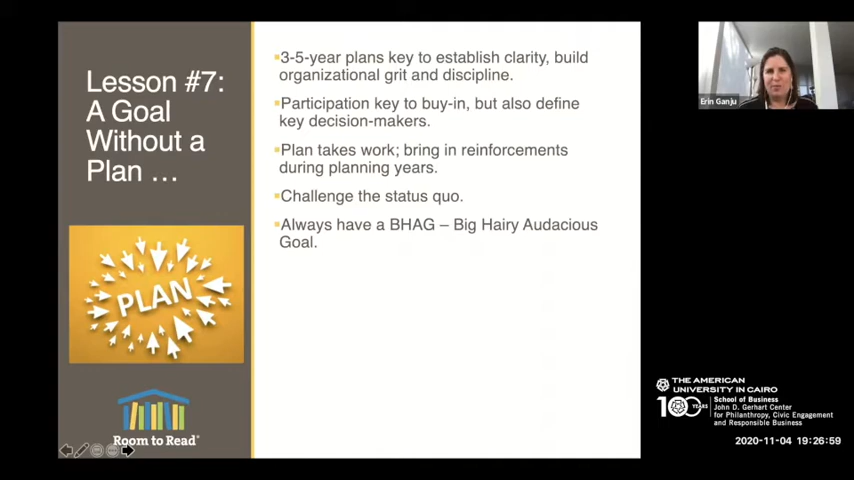 Lesson #7:
A Goal
Without a
Plan …
PLAN
Room to Read®
▪3-5-year plans key to establish clarity, build
organizational grit and discipline.
▪Participation key to buy-in, but also define
key decision-makers.
▪Plan takes work; bring in reinforcements
during planning years.
▪Challenge the status quo.
▪Always have a BHAG – Big Hairy Audacious
Goal.
Erin Ganju
THE AMERICAN
UNIVERSITY IN CAIRO
100 YEARS
School of Business
John D. Gerhart Center
for Philanthropy, Civic Engagement
and Responsible Business
2020-11-04 19:26:59